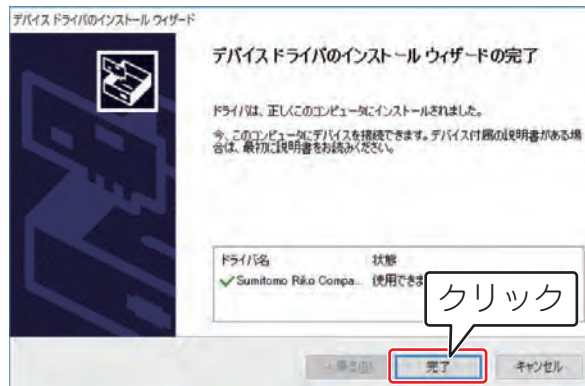 デバイス ドライバのインストール ウィザード
デバイス ドライバのインストール ウィザードの完了
ドライバは、正しくこのコンピュータにインストールされました。
今、このコンピュータにデバイスを接続できます。デバイス付属の説明書がある場
合は、最初に説明書をお読みください。
ドライバ名 状態
✓Sumitomo Riko Compa... 使用できま
クリック
< 戻る(B) 完了 キャンセル